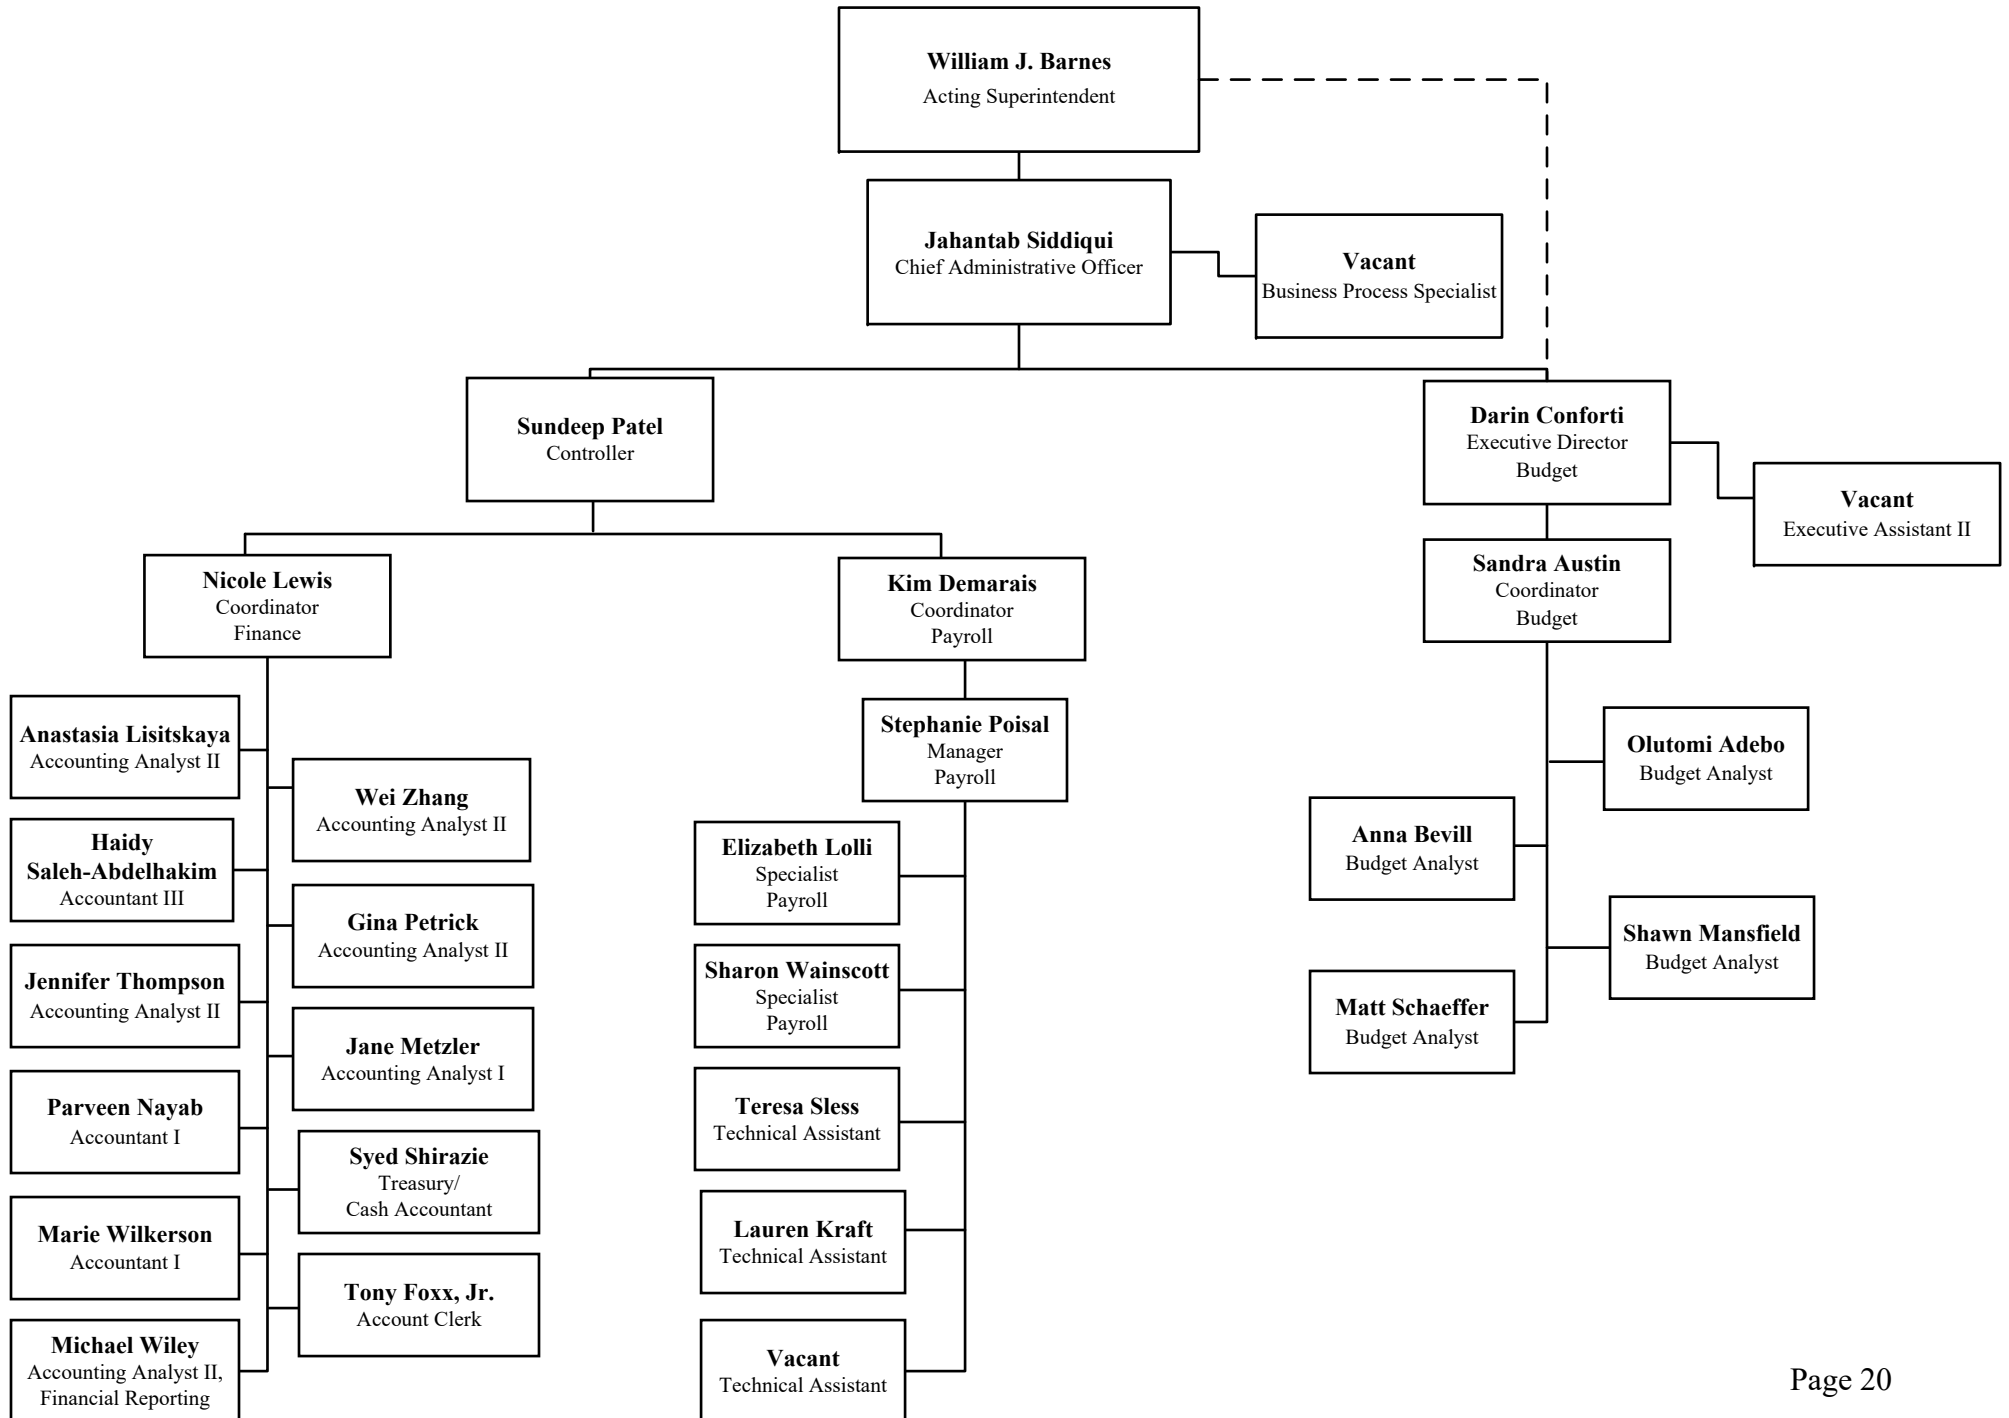 William J. Barnes
Acting Superintendent
Jahantab Siddiqui
Chief Administrative Officer
Vacant
Business Process Specialist
Sundeep Patel
Controller
Darin Conforti
Executive Director
Budget
Vacant
Executive Assistant II
Nicole Lewis
Coordinator
Finance
Kim Demarais
Coordinator
Payroll
Sandra Austin
Coordinator
Budget
Anastasia Lisitskaya
Accounting Analyst II
Wei Zhang
Accounting Analyst II
Haidy
Saleh-Abdelhakim
Accountant III
Gina Petrick
Accounting Analyst II
Jennifer Thompson
Accounting Analyst II
Jane Metzler
Accounting Analyst I
Parveen Nayab
Accountant I
Syed Shirazie
Treasury/
Cash Accountant
Marie Wilkerson
Accountant I
Tony Foxx, Jr.
Account Clerk
Michael Wiley
Accounting Analyst II,
Financial Reporting
Stephanie Poisal
Manager
Payroll
Elizabeth Lolli
Specialist
Payroll
Sharon Wainscott
Specialist
Payroll
Teresa Sless
Technical Assistant
Lauren Kraft
Technical Assistant
Vacant
Technical Assistant
Olutomi Adebo
Budget Analyst
Anna Bevill
Budget Analyst
Shawn Mansfield
Budget Analyst
Matt Schaeffer
Budget Analyst
Page 20